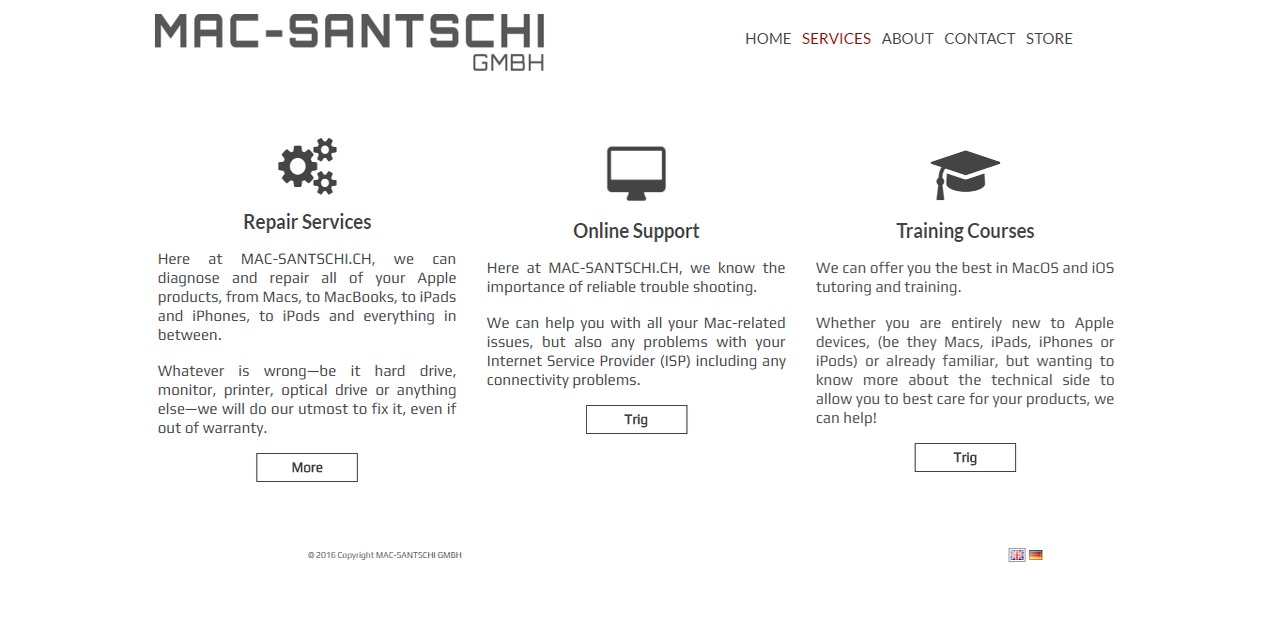 MAC-SANTSCHI
GMBH
HOME SERVICES ABOUT CONTACT STORE
Repair Services
Here at MAC-SANTSCHI.CH, we can
diagnose and repair all of your Apple
products, from Macs, to MacBooks, to iPads
and iPhones, to iPods and everything in
between.
Whatever is wrong—be it hard drive,
monitor, printer, optical drive or anything
else—we will do our utmost to fix it, even if
out of warranty.
More
Online Support
Here at MAC-SANTSCHI.CH, we know the
importance of reliable trouble shooting.
We can help you with all your Mac-related
issues, but also any problems with your
Internet Service Provider (ISP) including any
connectivity problems.
Trig
Training Courses
We can offer you the best in MacOS and iOS
tutoring and training.
Whether you are entirely new to Apple
devices, (be they Macs, iPads, iPhones or
iPods) or already familiar, but wanting to
know more about the technical side to
allow you to best care for your products, we
can help!
Trig
© 2016 Copyright MAC-SANTSCHI GMBH